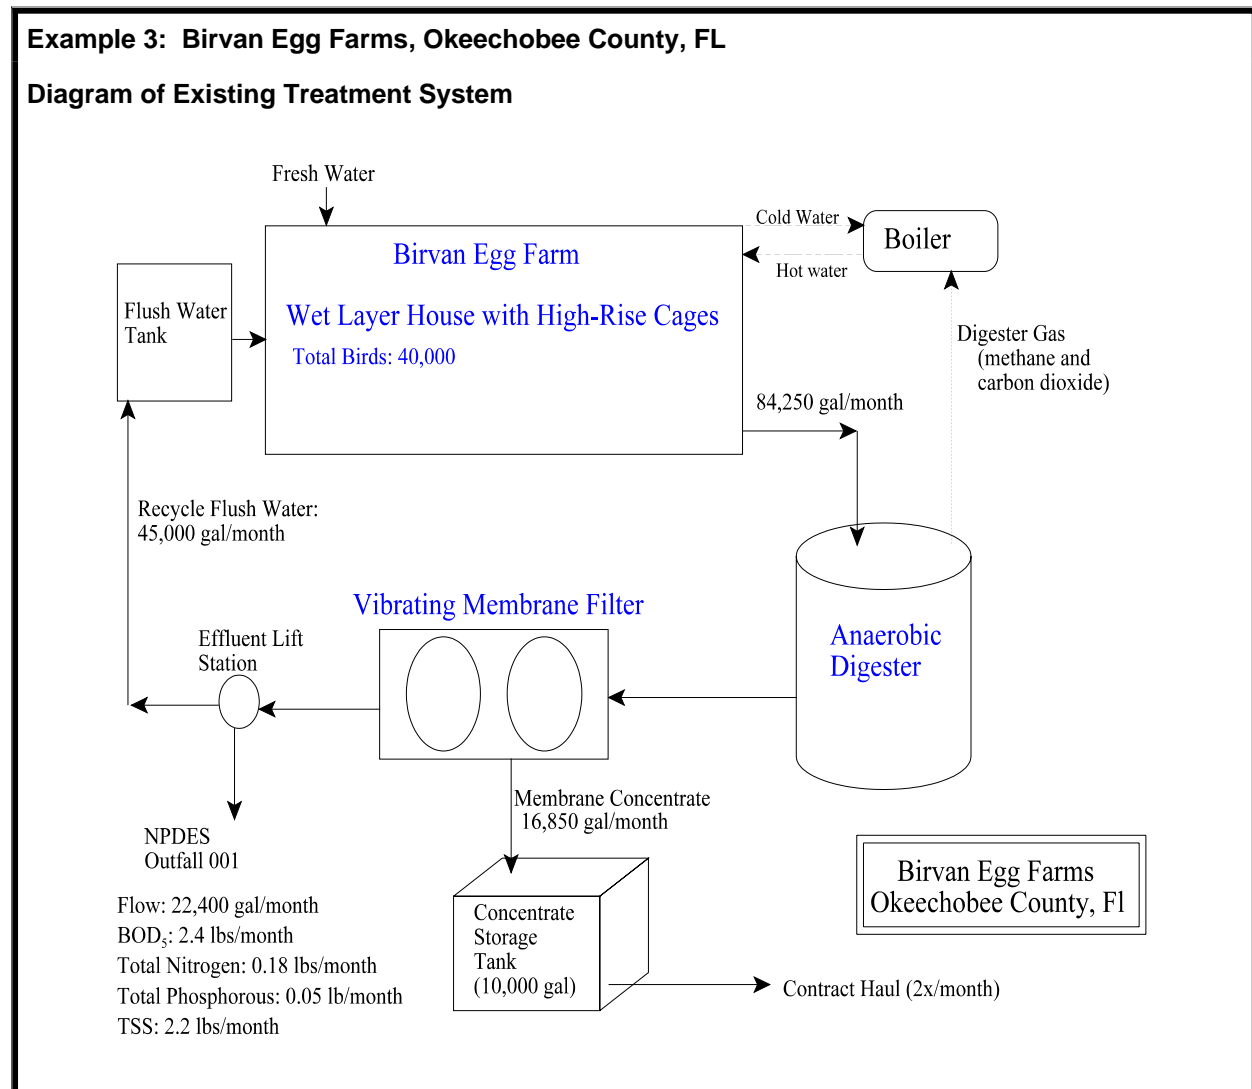 Example 3: Birvan Egg Farms, Okeechobee County, FL
Diagram of Existing Treatment System
Fresh Water
Cold Water
Boiler
Hot water
Birvan Egg Farm
Wet Layer House with High-Rise Cages
Total Birds: 40,000
Flush Water
Tank
Digester Gas
(methane and
carbon dioxide)
84,250 gal/month
Recycle Flush Water:
45,000 gal/month
Vibrating Membrane Filter
Anaerobic
Digester
Effluent Lift
Station
Membrane Concentrate
16,850 gal/month
NPDES
Outfall 001
Flow: 22,400 gal/month
BOD₅: 2.4 lbs/month
Total Nitrogen: 0.18 lbs/month
Total Phosphorous: 0.05 lb/month
TSS: 2.2 lbs/month
Concentrate
Storage
Tank
(10,000 gal)
Contract Haul (2x/month)
Birvan Egg Farms
Okeechobee County, Fl